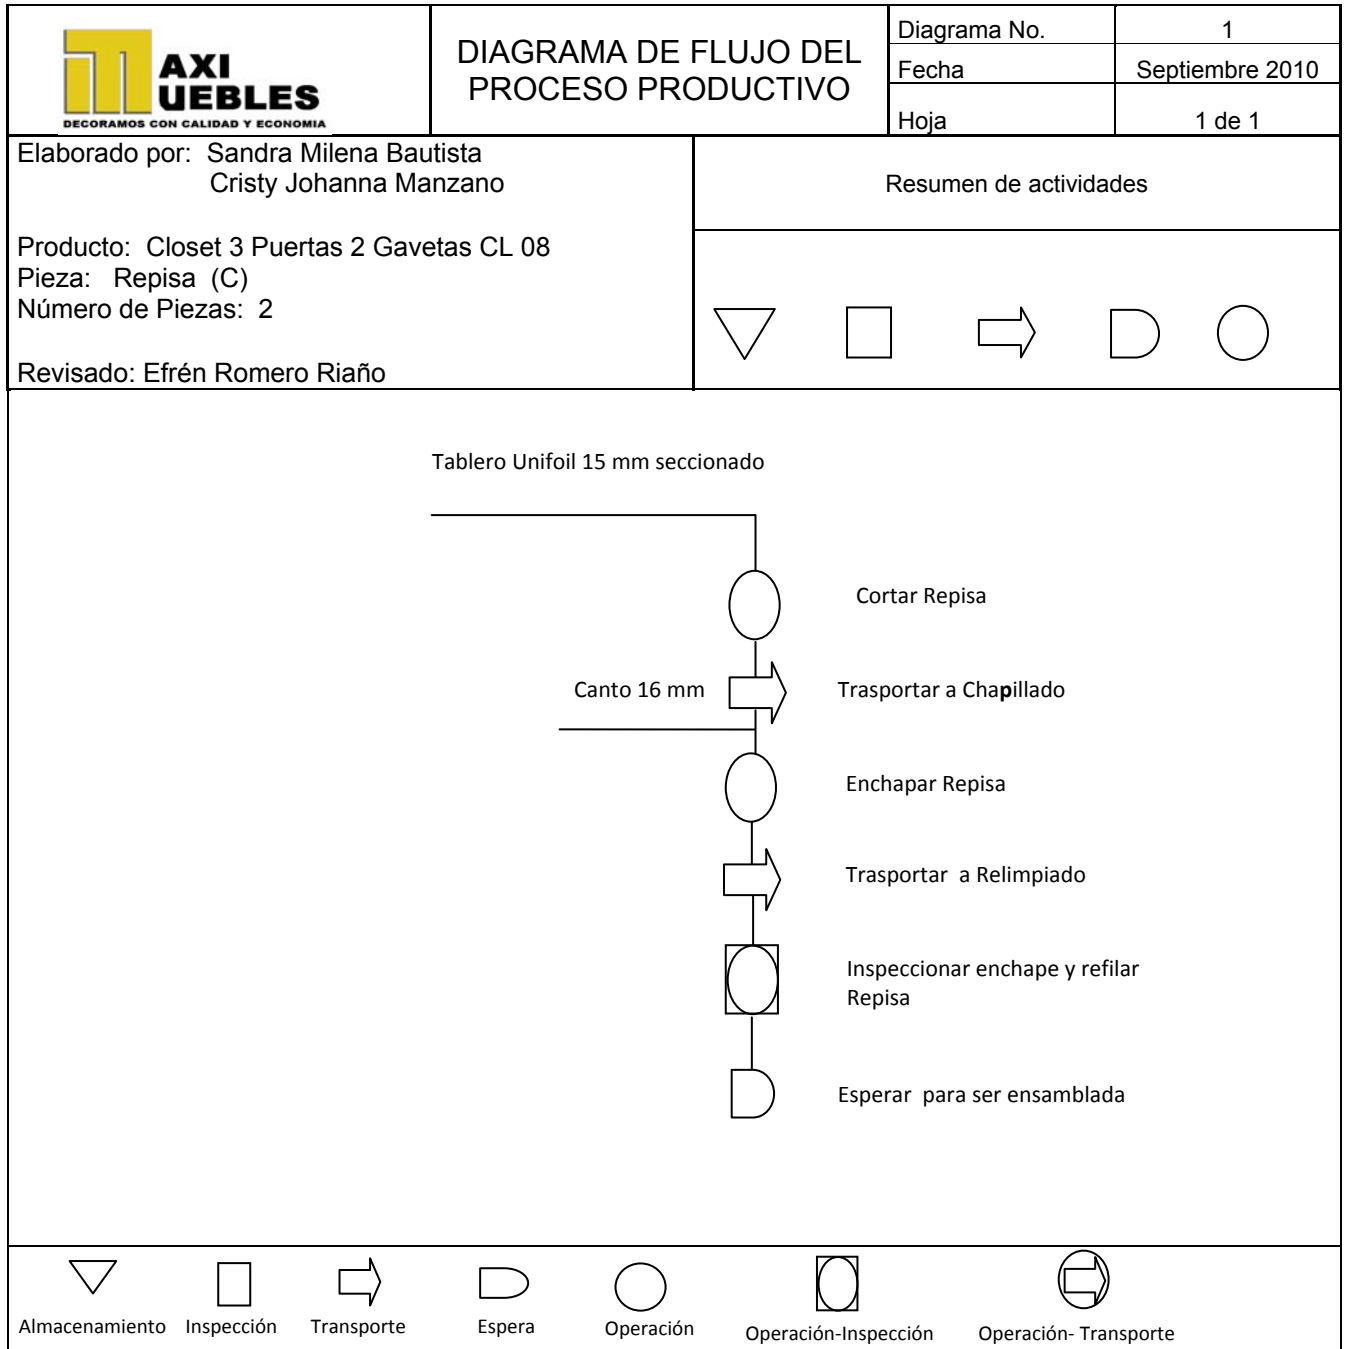 AXI
UEBLES
DECORAMOS CON CALIDAD Y ECONOMIA
DIAGRAMA DE FLUJO DEL
PROCESO PRODUCTIVO
Diagrama No. 1
Fecha Septiembre 2010
Hoja 1 de 1
Elaborado por: Sandra Milena Bautista
Cristy Johanna Manzano
Producto: Closet 3 Puertas 2 Gavetas CL 08
Pieza: Repisa (C)
Número de Piezas: 2
Revisado: Efrén Romero Riaño
Resumen de actividades
Tablero Unifoil 15 mm seccionado
Cortar Repisa
Canto 16 mm
Trasportar a Chapillado
Enchapar Repisa
Trasportar a Relimpiado
Inspeccionar enchape y refilar
Repisa
Esperar para ser ensamblada
Almacenamiento Inspección Transporte Espera Operación Operación-Inspección Operación- Transporte